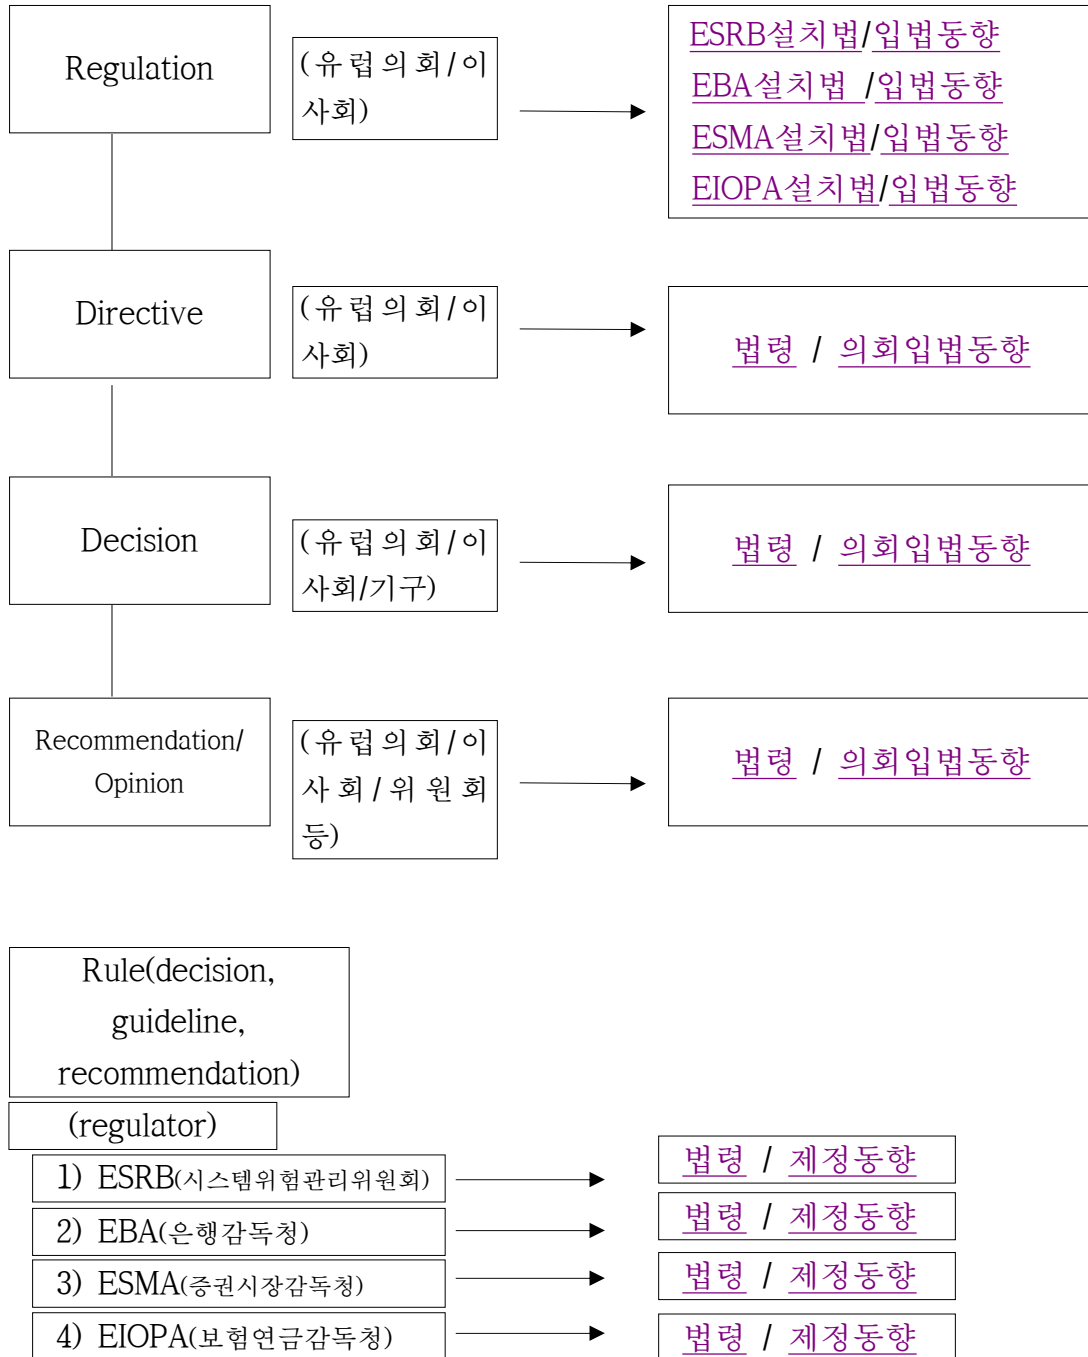 Regulation
(유럽의회/이
사회)
ESRB설치법/입법동향
EBA설치법 /입법동향
ESMA설치법/입법동향
EIOPA설치법/입법동향
Directive
(유럽의회/이
사회)
법령 / 의회입법동향
Decision
(유럽의회/이
사회/기구)
법령 / 의회입법동향
Recommendation/
Opinion
(유럽의회/이
사회/위원회
등)
법령 / 의회입법동향
Rule(decision,
guideline,
recommendation)
(regulator)
1) ESRB(시스템위험관리위원회)
법령 / 제정동향
2) EBA(은행감독청)
법령 / 제정동향
3) ESMA(증권시장감독청)
법령 / 제정동향
4) EIOPA(보험연금감독청)
법령 / 제정동향